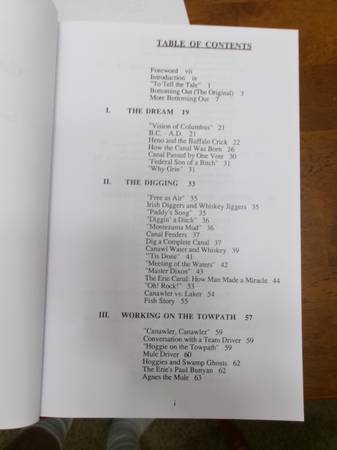 TABLE OF CONTENTS
Foreword vii
Introduction ix
"To Tell the Tale" 1
Bottoming Out (The Original) 3
More Bottoming Out 7
I. THE DREAM 19
"Vision of Columbus" 21
B.C. - A.D. 21
Heno and the Buffalo Crick 22
How the Canal Was Born 26
Canal Passed by One Vote 30
"Federal Son of a Bitch" 31
"Why Grin" 31
II. THE DIGGING 33
"Free as Air" 35
Irish Diggers and Whiskey Jiggers 35
"Paddy's Song" 35
"Diggin' a Ditch" 36
"Montezuma Mud" 36
Canal Fenders 37
Dig a Complete Canal 37
Canawl Water and Whiskey 39
"'Tis Done" 41
"Meeting of the Waters" 42
"Master Dixon" 43
The Erie Canal: How Man Made a Miracle 44
"Oh! Rock!" 53
Canawler vs. Laker 54
Fish Story 55
III. WORKING ON THE TOWPATH 57
"Canawler, Canawler" 59
Conversation with a Team Driver 59
"Hoggie on the Towpath" 59
Mule Driver 60
Hoggies and Swamp Ghosts 62
The Erie's Paul Bunyan 62
Agnes the Mule 63